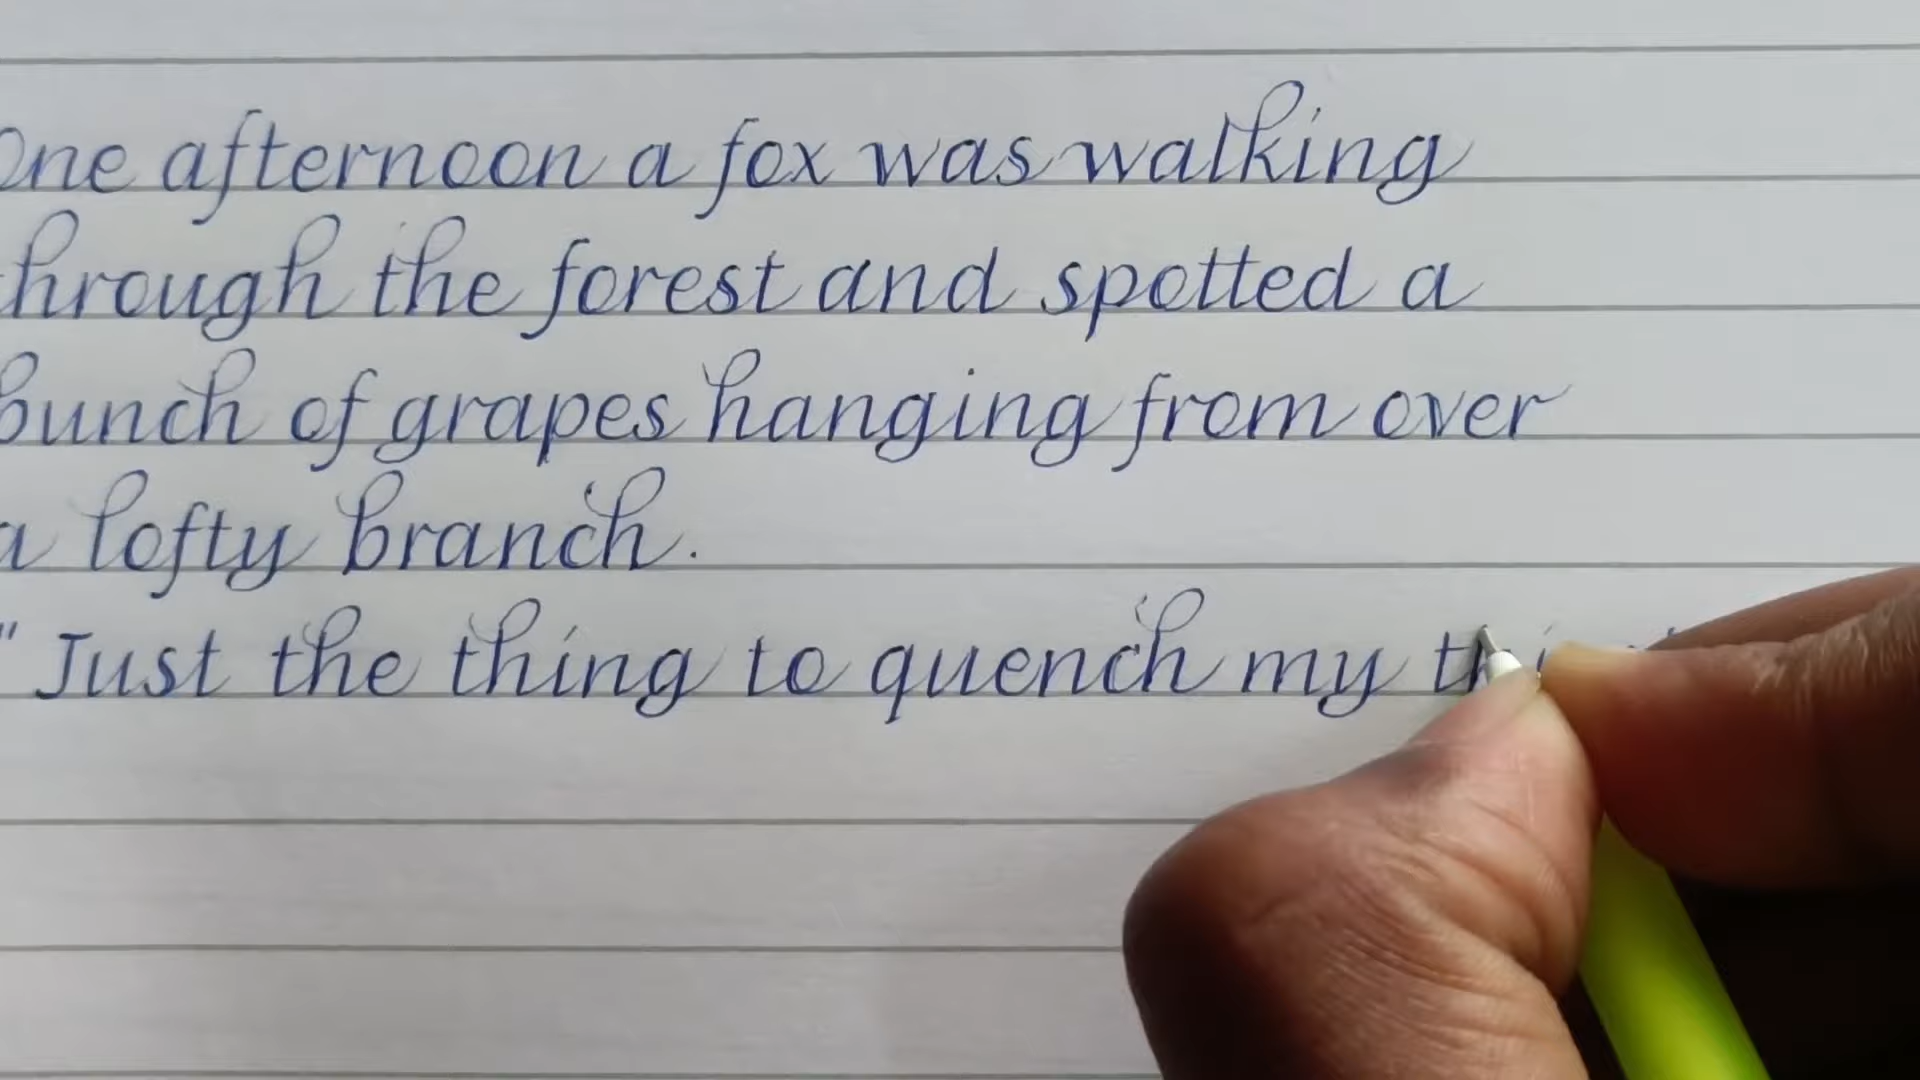 One afternoon a fox was walking
through the forest and spotted a
bunch of grapes hanging from over
a lofty branch.
" Just the thing to quench my